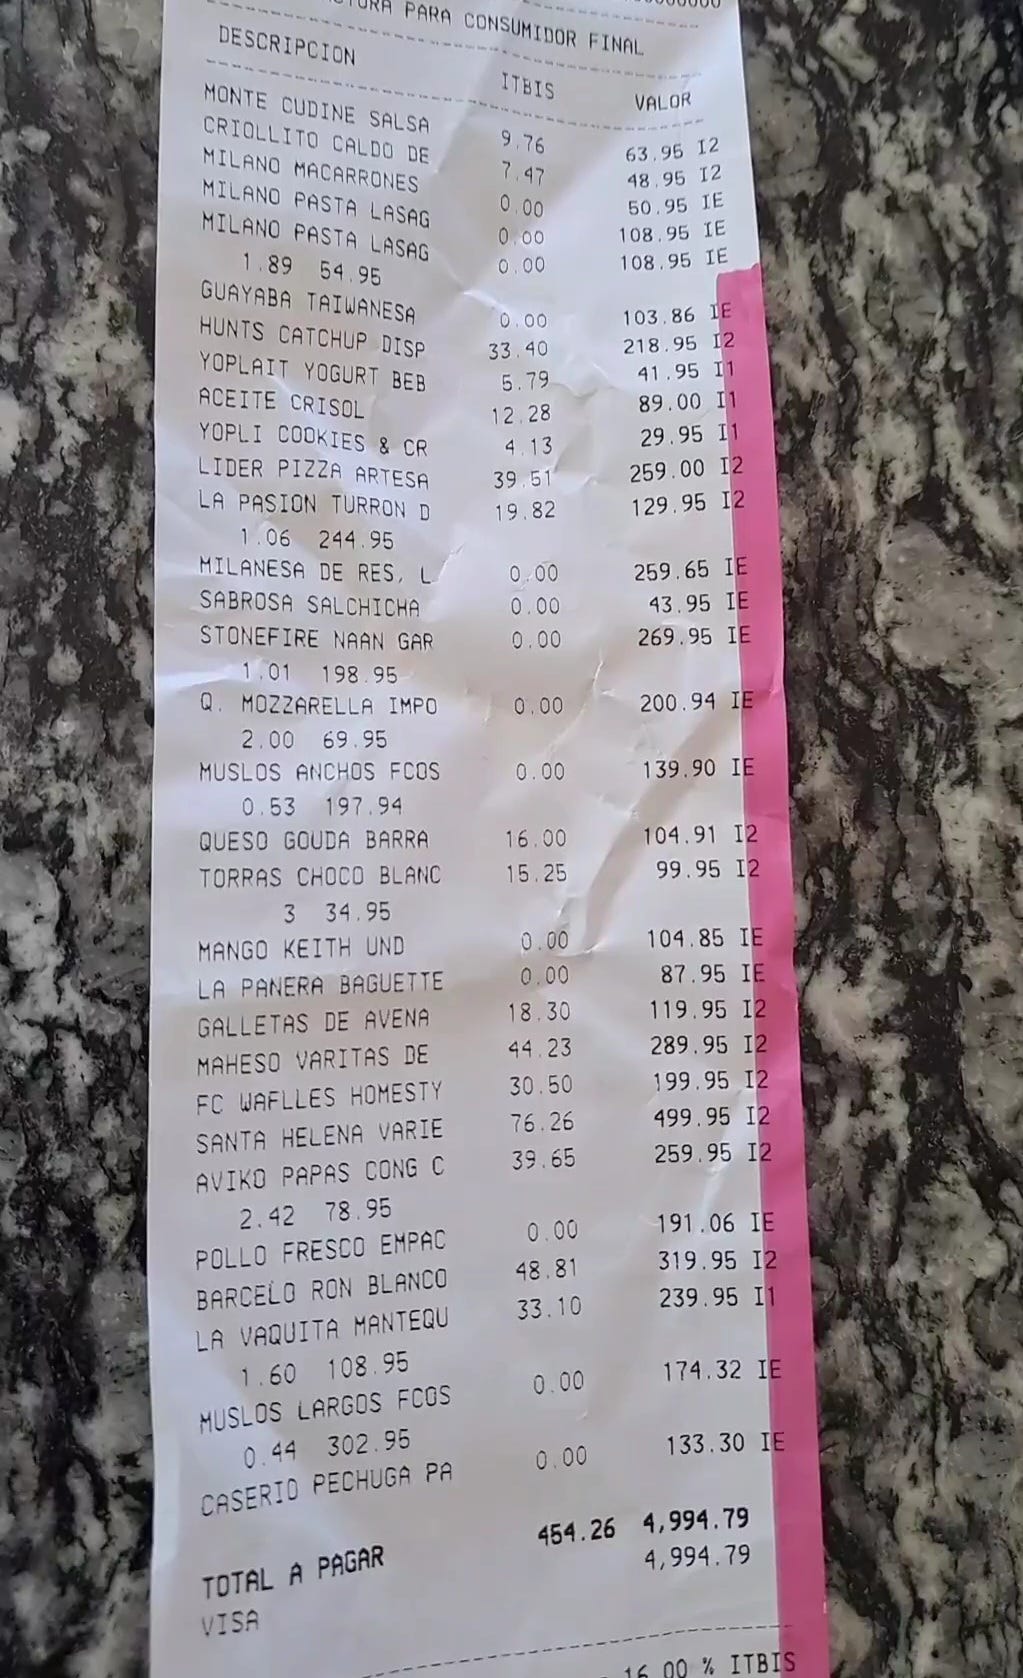 PARA CONSUMIDOR FINAL
DESCRIPCION ITBIS VALOR
MONTE CUDINE SALSA 9.76 63.95 I2
CRIOLLITO CALDO DE 7.47 48.95 I2
MILANO MACARRONES 0.00 50.95 IE
MILANO PASTA LASAG 0.00 108.95 IE
MILANO PASTA LASAG 0.00 108.95 IE
1.89 54.95
GUAYABA TAIWANESA 0.00 103.86 IE
HUNTS CATCHUP DISP 33.40 218.95 I2
YOPLAIT YOGURT BEB 5.79 41.95 I1
ACEITE CRISOL 12.28 89.00 I1
YOPLI COOKIES & CR 4.13 29.95 I1
LIDER PIZZA ARTESA 39.51 259.00 I2
LA PASION TURRON D 19.82 129.95 I2
1.06 244.95
MILANESA DE RES, L 0.00 259.65 IE
SABROSA SALCHICHA 0.00 43.95 IE
STONEFIRE NAAN GAR 0.00 269.95 IE
1.01 198.95
Q. MOZZARELLA IMPO 0.00 200.94 IE
2.00 69.95
MUSLOS ANCHOS FCOS 0.00 139.90 IE
0.53 197.94
QUESO GOUDA BARRA 16.00 104.91 I2
TORRAS CHOCO BLANC 15.25 99.95 I2
3 34.95
MANGO KEITH UND 0.00 104.85 IE
LA PANERA BAGUETTE 0.00 87.95 IE
GALLETAS DE AVENA 18.30 119.95 I2
MAHESO VARITAS DE 44.23 289.95 I2
FC WAFLLES HOMESTY 30.50 199.95 I2
SANTA HELENA VARIE 76.26 499.95 I2
AVIKO PAPAS CONG C 39.65 259.95 I2
2.42 78.95
POLLO FRESCO EMPAC 0.00 191.06 IE
BARCELO RON BLANCO 48.81 319.95 I2
LA VAQUITA MANTEQU 33.10 239.95 I1
1.60 108.95
MUSLOS LARGOS FCOS 0.00 174.32 IE
0.44 302.95
CASERIO PECHUGA PA 0.00 133.30 IE
TOTAL A PAGAR 454.26 4,994.79
VISA 4,994.79
16.00 % ITBIS